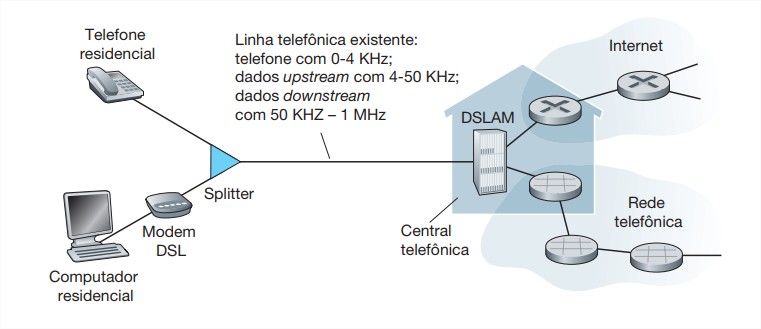 Telefone
residencial
Linha telefônica existente:
telefone com 0-4 KHz;
dados upstream com 4-50 KHz;
dados downstream
com 50 KHZ – 1 MHz
Internet
DSLAM
Splitter
Modem
DSL
Computador
residencial
Central
telefônica
Rede
telefônica